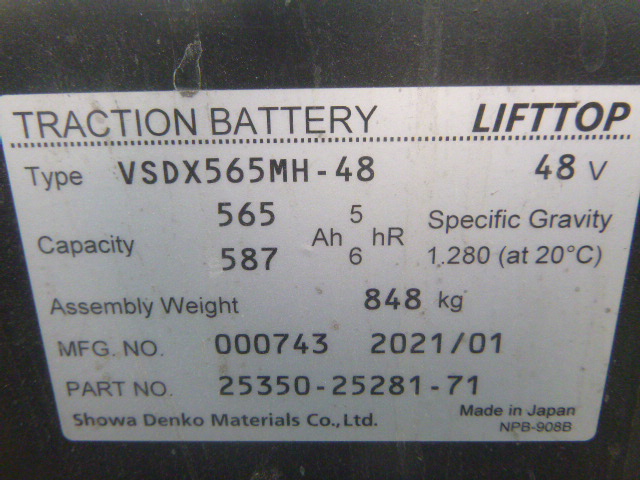 TRACTION BATTERY LIFTTOP
Type VSDX565MH-48 48 V
Capacity 565 Ah 5 hR Specific Gravity
587 6 1.280 (at 20°C)
Assembly Weight 848 kg
MFG. NO. 000743 2021/01
PART NO. 25350-25281-71
Showa Denko Materials Co., Ltd. Made in Japan
NPB-908B